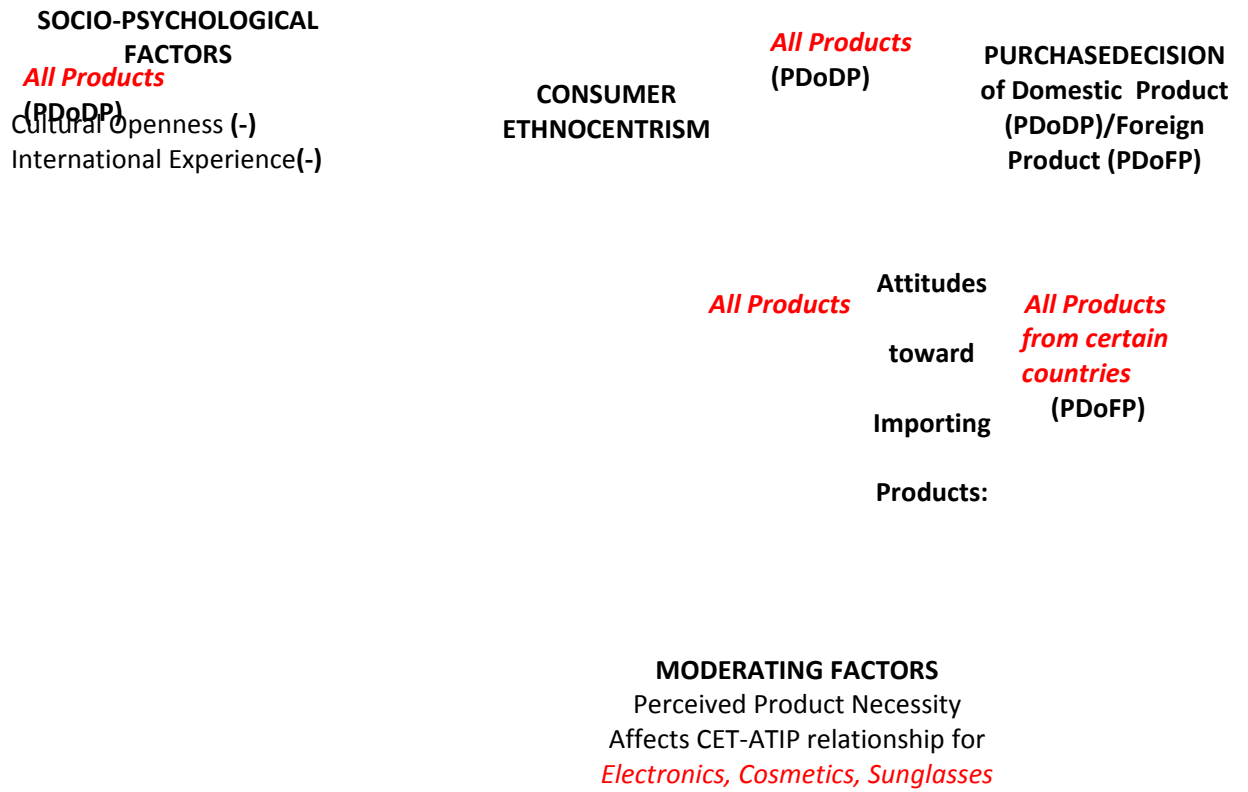 SOCIO-PSYCHOLOGICAL
FACTORS
All Products
(PDoDP)
Cultural Openness (-)
International Experience(-)
CONSUMER
ETHNOCENTRISM
All Products
(PDoDP)
PURCHASEDECISION
of Domestic Product
(PDoDP)/Foreign
Product (PDoFP)
All Products
Attitudes
toward
Importing
Products:
All Products
from certain
countries
(PDoFP)
MODERATING FACTORS
Perceived Product Necessity
Affects CET-ATIP relationship for
Electronics, Cosmetics, Sunglasses